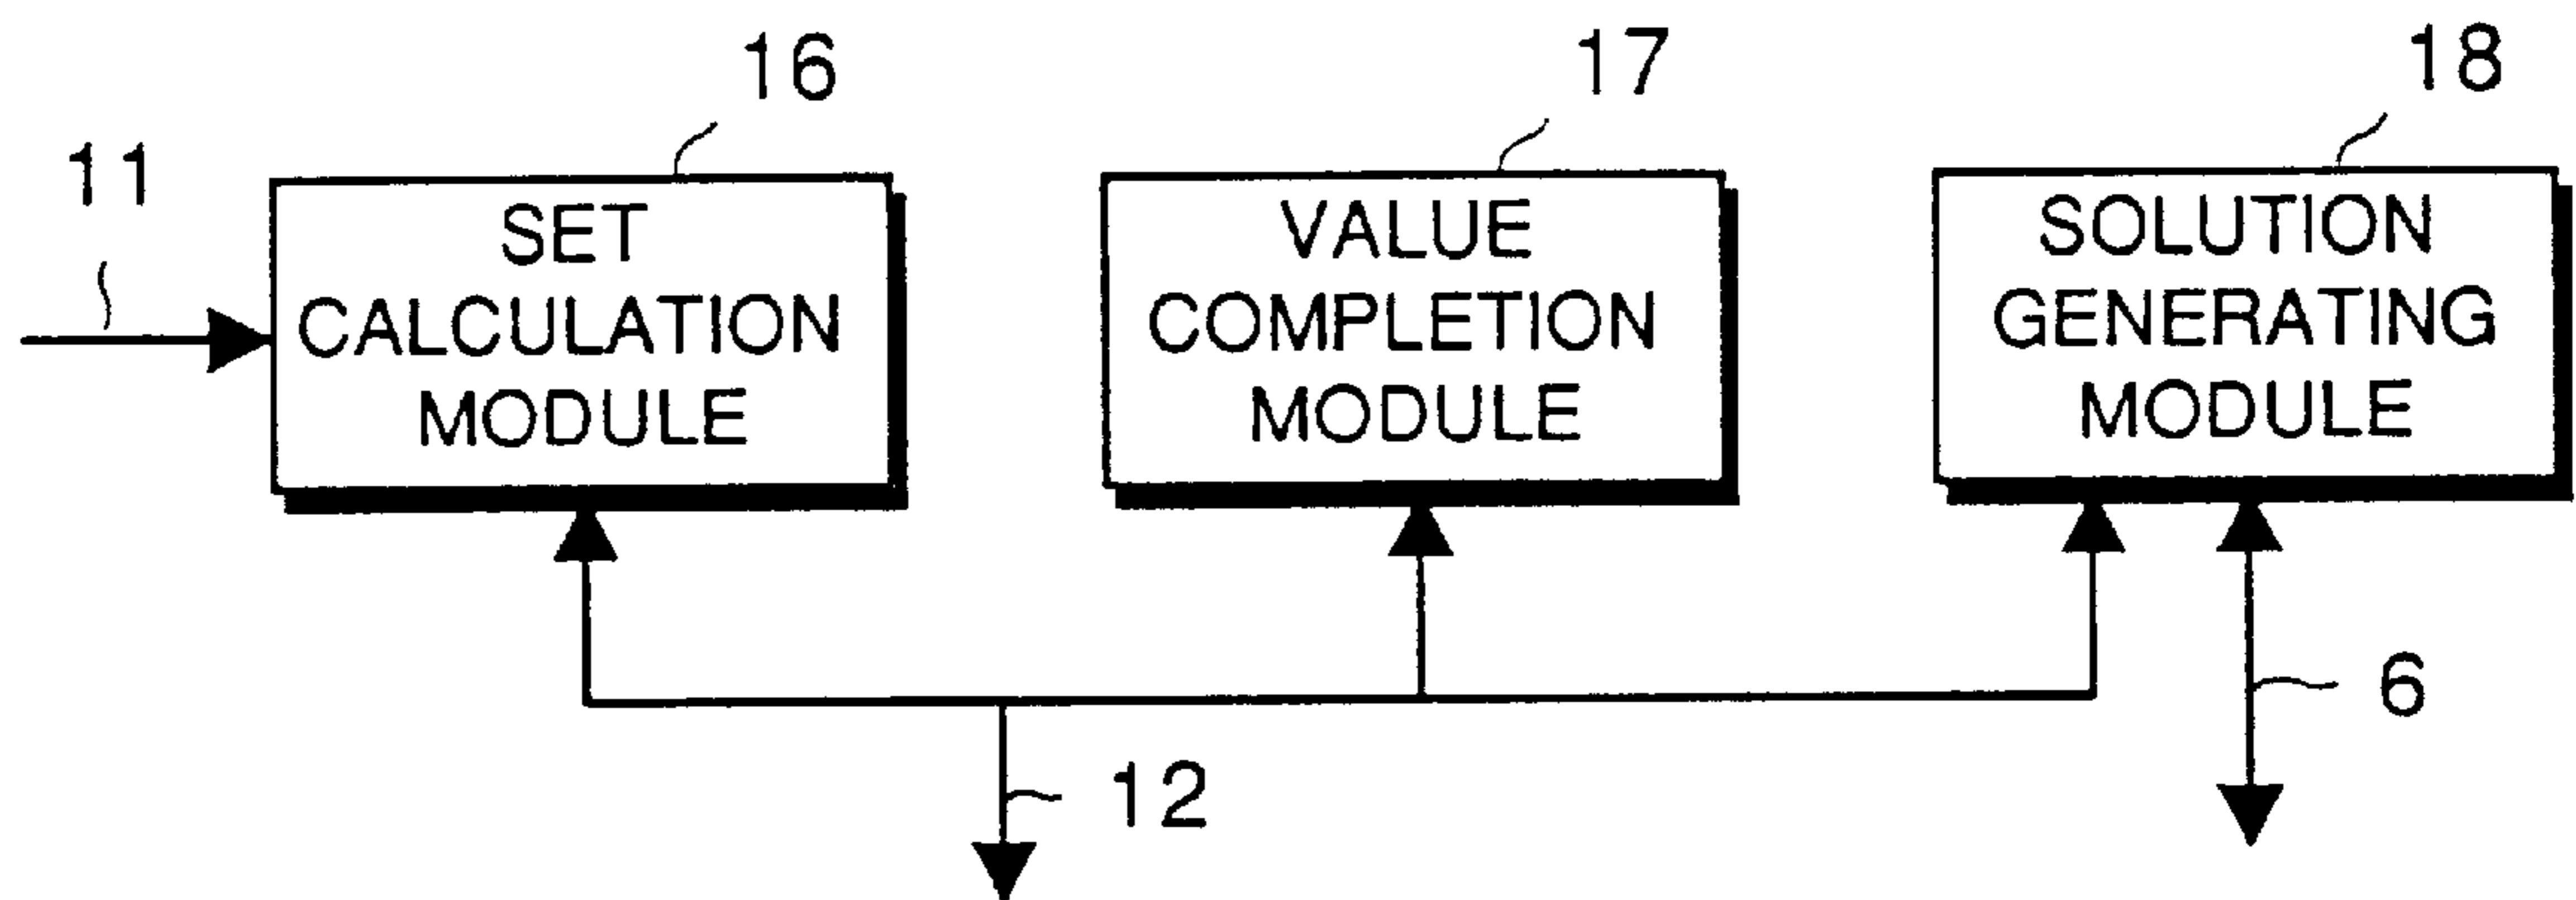 16
17
18
11
SET
CALCULATION
MODULE
VALUE
COMPLETION
MODULE
SOLUTION
GENERATING
MODULE
6
12